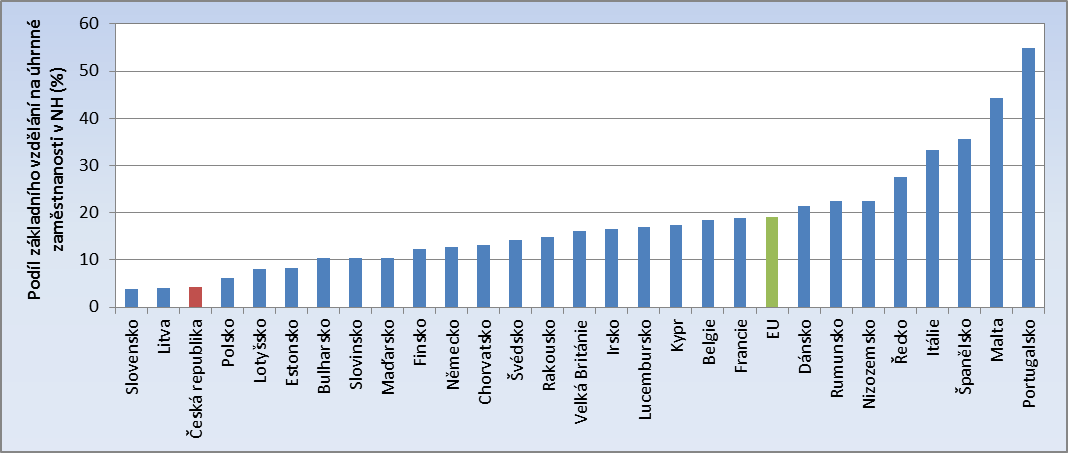 Podíl základního vzdělání na úhrnné
zaměstnanosti v NH (%)
60
50
40
30
20
10
0
Slovensko
Litva
Česká republika
Polsko
Lotyšsko
Estonsko
Bulharsko
Slovinsko
Maďarsko
Finsko
Německo
Chorvatsko
Švédsko
Rakousko
Velká Británie
Irsko
Lucembursko
Kypr
Belgie
Francie
EU
Dánsko
Rumunsko
Nizozemsko
Řecko
Itálie
Španělsko
Malta
Portugalsko